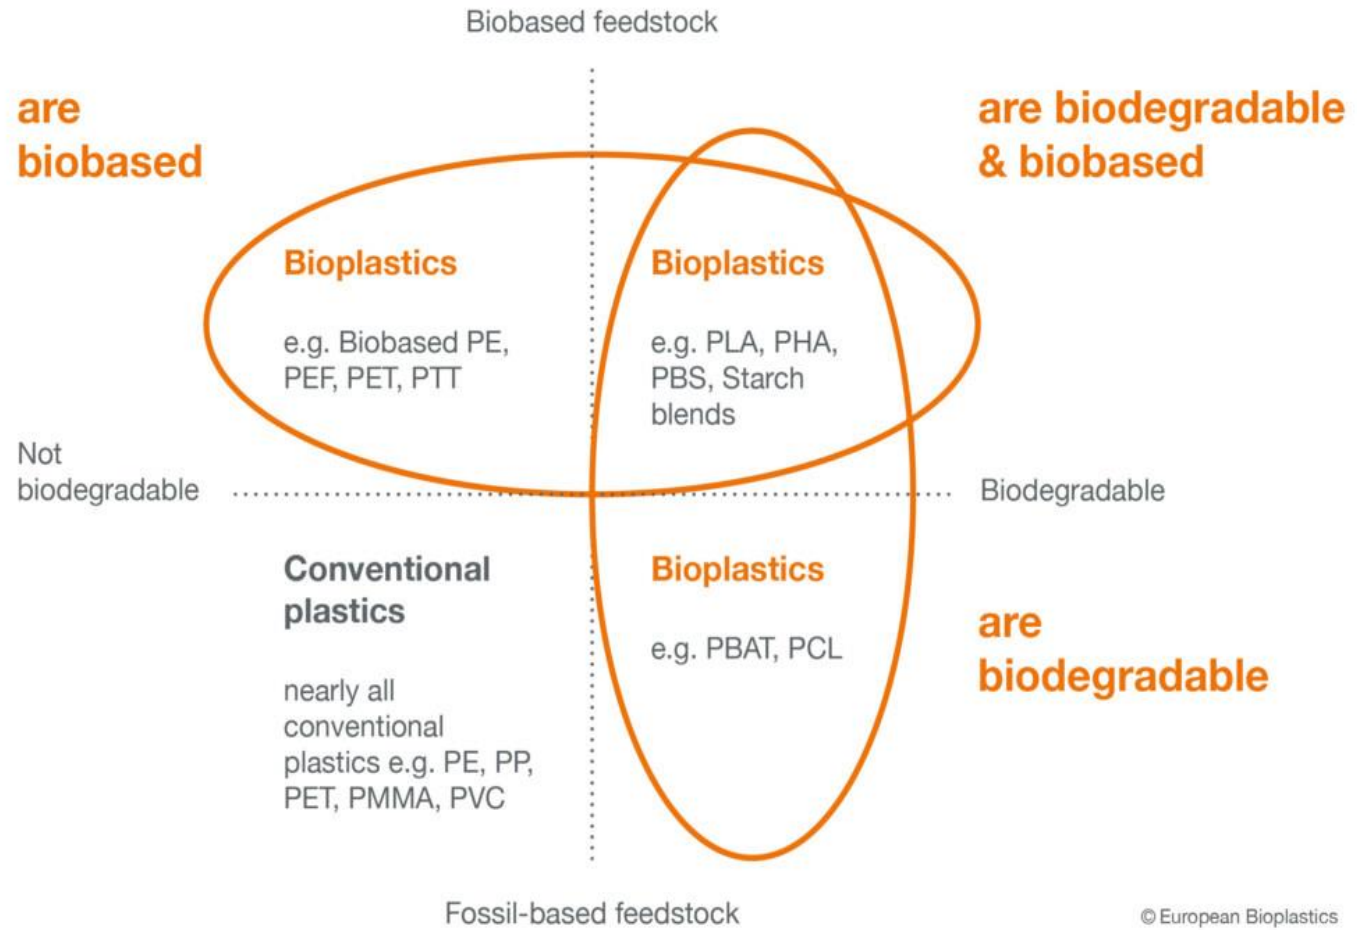 Biobased feedstock
are
biobased
are biodegradable
& biobased
Bioplastics
e.g. Biobased PE,
PEF, PET, PTT
Bioplastics
e.g. PLA, PHA,
PBS, Starch
blends
Not
biodegradable
Biodegradable
Conventional
plastics
nearly all
conventional
plastics e.g. PE, PP,
PET, PMMA, PVC
Bioplastics
e.g. PBAT, PCL
are
biodegradable
Fossil-based feedstock
© European Bioplastics